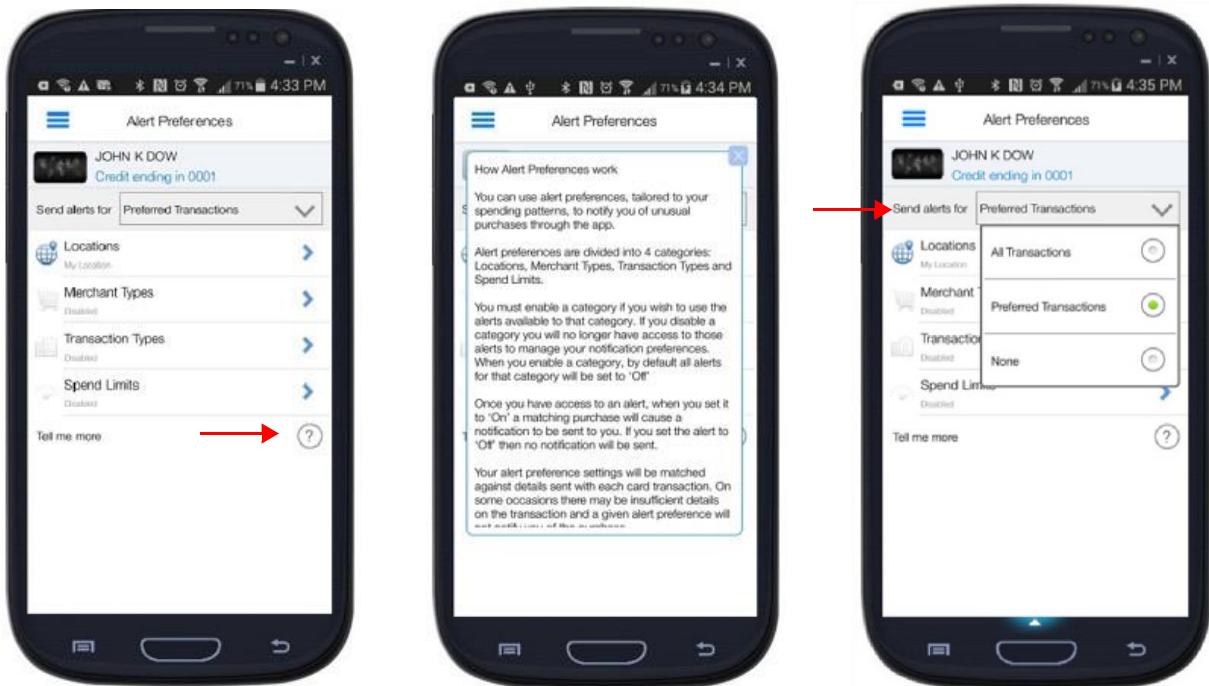 71% 4:33 PM
Alert Preferences
JOHN K DOW
Credit ending in 0001
Send alerts for Preferred Transactions
Locations
My Location
Merchant Types
Disabled
Transaction Types
Disabled
Spend Limits
Disabled
Tell me more ?
71% 4:34 PM
Alert Preferences
How Alert Preferences work
You can use alert preferences, tailored to your
spending patterns, to notify you of unusual
purchases through the app.
Alert preferences are divided into 4 categories:
Locations, Merchant Types, Transaction Types and
Spend Limits.
You must enable a category if you wish to use the
alerts available to that category. If you disable a
category you will no longer have access to those
alerts to manage your notification preferences.
When you enable a category, by default all alerts
for that category will be set to 'Off'
Once you have access to an alert, when you set it
to 'On' a matching purchase will cause a
notification to be sent to you. If you set the alert to
'Off' then no notification will be sent.
Your alert preference settings will be matched
against details sent with each card transaction. On
some occasions there may be insufficient details
on the transaction and a given alert preference will
not notify you of the purchase
71% 4:35 PM
Alert Preferences
JOHN K DOW
Credit ending in 0001
Send alerts for Preferred Transactions
All Transactions
Preferred Transactions
None
Locations
My Location
Merchant
Disabled
Transaction
Disabled
Spend Lim
Disabled
Tell me more ?